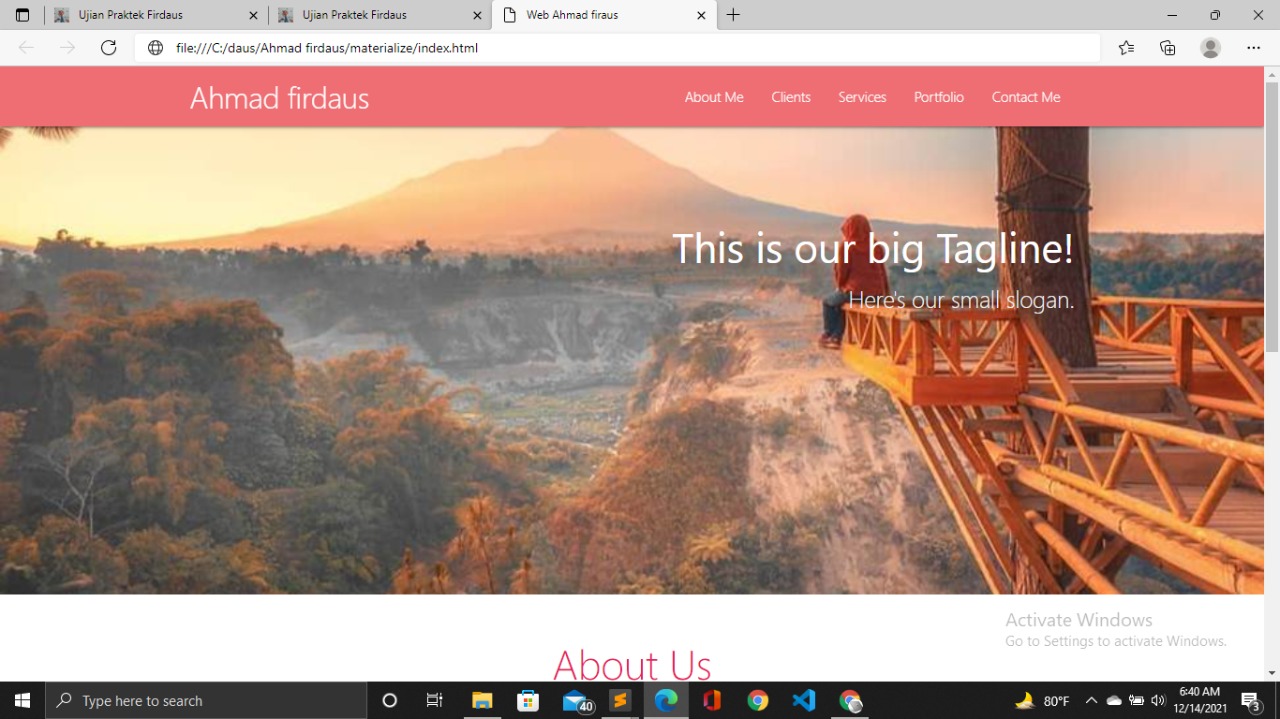 Ujian Praktek Firdaus
Ujian Praktek Firdaus
Web Ahmad firaus
file:///C:/daus/Ahmad firdaus/materialize/index.html
Ahmad firdaus
About Me
Clients
Services
Portfolio
Contact Me
This is our big Tagline!
Here's our small slogan.
About Us
Activate Windows
Go to Settings to activate Windows.
Type here to search
40
80°F
6:40 AM
12/14/2021
3